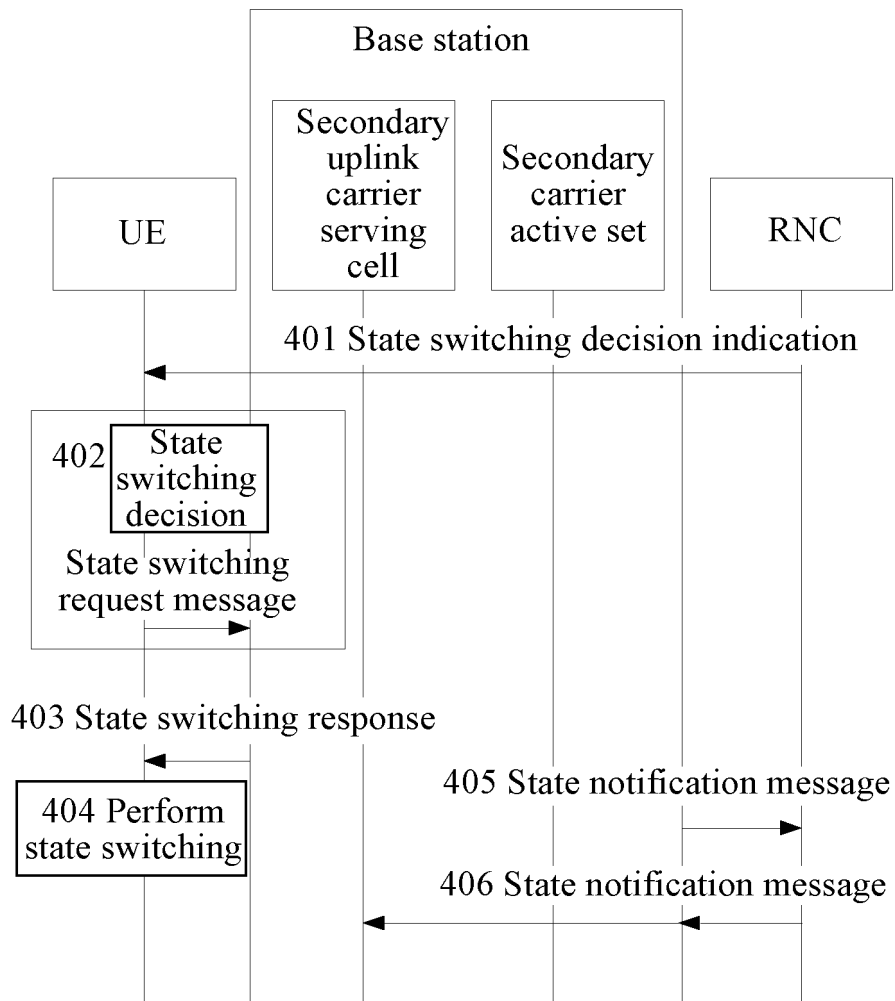 Base station
Secondary
uplink
carrier
serving
cell
Secondary
carrier
active set
UE
RNC
401 State switching decision indication
402
State
switching
decision
State switching
request message
403 State switching response
404 Perform
state switching
405 State notification message
406 State notification message